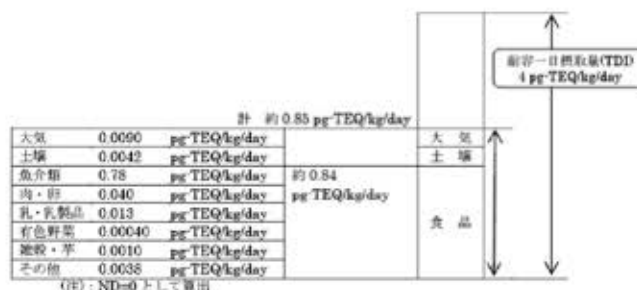 耐容一日摂取量(TDI)
4 pg-TEQ/kg/day
計 約 0.85 pg-TEQ/kg/day
大気 0.0090 pg-TEQ/kg/day 大 気
土壌 0.0042 pg-TEQ/kg/day 土 壌
魚介類 0.78 pg-TEQ/kg/day 約 0.84
肉・卵 0.040 pg-TEQ/kg/day pg-TEQ/kg/day
乳・乳製品 0.013 pg-TEQ/kg/day 食 品
有色野菜 0.00040 pg-TEQ/kg/day
雑穀・芋 0.0010 pg-TEQ/kg/day
その他 0.0038 pg-TEQ/kg/day
(注):ND=0 として算出